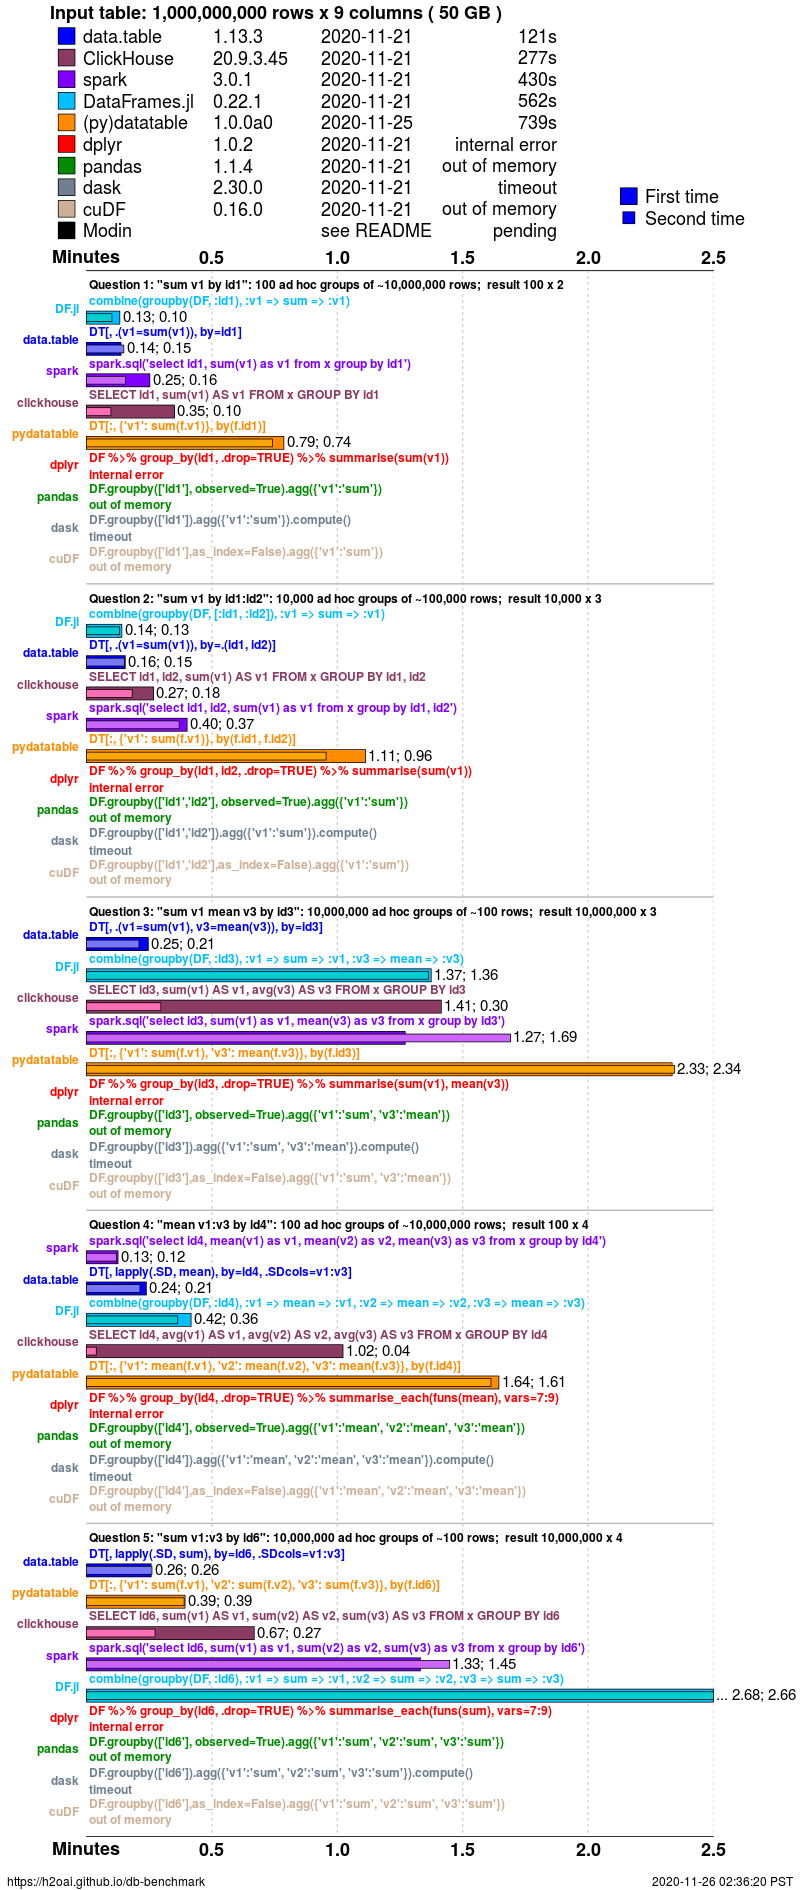 Input table: 1,000,000,000 rows x 9 columns ( 50 GB )
data.table 1.13.3 2020-11-21 121s
ClickHouse 20.9.3.45 2020-11-21 277s
spark 3.0.1 2020-11-21 430s
DataFrames.jl 0.22.1 2020-11-21 562s
(py)datatable 1.0.0a0 2020-11-25 739s
dplyr 1.0.2 2020-11-21 internal error
pandas 1.1.4 2020-11-21 out of memory
dask 2.30.0 2020-11-21 timeout
cuDF 0.16.0 2020-11-21 out of memory
Modin see README pending
First time
Second time
Minutes 0.5 1.0 1.5 2.0 2.5
Question 1: "sum v1 by id1": 100 ad hoc groups of ~10,000,000 rows;  result 100 x 2
combine(groupby(DF, :id1), :v1 => sum => :v1)
DF.jl 0.13; 0.10
DT[, .(v1=sum(v1)), by=id1]
data.table 0.14; 0.15
spark.sql('select id1, sum(v1) as v1 from x group by id1')
spark 0.25; 0.16
SELECT id1, sum(v1) AS v1 FROM x GROUP BY id1
clickhouse 0.35; 0.10
DT[:, {'v1': sum(f.v1)}, by(f.id1)]
pydatatable 0.79; 0.74
DF %>% group_by(id1, .drop=TRUE) %>% summarise(sum(v1))
dplyr internal error
DF.groupby(['id1'], observed=True).agg({'v1':'sum'})
pandas out of memory
DF.groupby(['id1']).agg({'v1':'sum'}).compute()
dask timeout
DF.groupby(['id1'],as_index=False).agg({'v1':'sum'})
cuDF out of memory
Question 2: "sum v1 by id1:id2": 10,000 ad hoc groups of ~100,000 rows;  result 10,000 x 3
combine(groupby(DF, [:id1, :id2]), :v1 => sum => :v1)
DF.jl 0.14; 0.13
DT[, .(v1=sum(v1)), by=.(id1, id2)]
data.table 0.16; 0.15
SELECT id1, id2, sum(v1) AS v1 FROM x GROUP BY id1, id2
clickhouse 0.27; 0.18
spark.sql('select id1, id2, sum(v1) as v1 from x group by id1, id2')
spark 0.40; 0.37
DT[:, {'v1': sum(f.v1)}, by(f.id1, f.id2)]
pydatatable 1.11; 0.96
DF %>% group_by(id1, id2, .drop=TRUE) %>% summarise(sum(v1))
dplyr internal error
DF.groupby(['id1','id2'], observed=True).agg({'v1':'sum'})
pandas out of memory
DF.groupby(['id1','id2']).agg({'v1':'sum'}).compute()
dask timeout
DF.groupby(['id1','id2'],as_index=False).agg({'v1':'sum'})
cuDF out of memory
Question 3: "sum v1 mean v3 by id3": 10,000,000 ad hoc groups of ~100 rows;  result 10,000,000 x 3
DT[, .(v1=sum(v1), v3=mean(v3)), by=id3]
data.table 0.25; 0.21
combine(groupby(DF, :id3), :v1 => sum => :v1, :v3 => mean => :v3)
DF.jl 1.37; 1.36
SELECT id3, sum(v1) AS v1, avg(v3) AS v3 FROM x GROUP BY id3
clickhouse 1.41; 0.30
spark.sql('select id3, sum(v1) as v1, mean(v3) as v3 from x group by id3')
spark 1.27; 1.69
DT[:, {'v1': sum(f.v1), 'v3': mean(f.v3)}, by(f.id3)]
pydatatable 2.33; 2.34
DF %>% group_by(id3, .drop=TRUE) %>% summarise(sum(v1), mean(v3))
dplyr internal error
DF.groupby(['id3'], observed=True).agg({'v1':'sum', 'v3':'mean'})
pandas out of memory
DF.groupby(['id3']).agg({'v1':'sum', 'v3':'mean'}).compute()
dask timeout
DF.groupby(['id3'],as_index=False).agg({'v1':'sum', 'v3':'mean'})
cuDF out of memory
Question 4: "mean v1:v3 by id4": 100 ad hoc groups of ~10,000,000 rows;  result 100 x 4
spark.sql('select id4, mean(v1) as v1, mean(v2) as v2, mean(v3) as v3 from x group by id4')
spark 0.13; 0.12
DT[, lapply(.SD, mean), by=id4, .SDcols=v1:v3]
data.table 0.24; 0.21
combine(groupby(DF, :id4), :v1 => mean => :v1, :v2 => mean => :v2, :v3 => mean => :v3)
DF.jl 0.42; 0.36
SELECT id4, avg(v1) AS v1, avg(v2) AS v2, avg(v3) AS v3 FROM x GROUP BY id4
clickhouse 1.02; 0.04
DT[:, {'v1': mean(f.v1), 'v2': mean(f.v2), 'v3': mean(f.v3)}, by(f.id4)]
pydatatable 1.64; 1.61
DF %>% group_by(id4, .drop=TRUE) %>% summarise_each(funs(mean), vars=7:9)
dplyr internal error
DF.groupby(['id4'], observed=True).agg({'v1':'mean', 'v2':'mean', 'v3':'mean'})
pandas out of memory
DF.groupby(['id4']).agg({'v1':'mean', 'v2':'mean', 'v3':'mean'}).compute()
dask timeout
DF.groupby(['id4'],as_index=False).agg({'v1':'mean', 'v2':'mean', 'v3':'mean'})
cuDF out of memory
Question 5: "sum v1:v3 by id6": 10,000,000 ad hoc groups of ~100 rows;  result 10,000,000 x 4
DT[, lapply(.SD, sum), by=id6, .SDcols=v1:v3]
data.table 0.26; 0.26
DT[:, {'v1': sum(f.v1), 'v2': sum(f.v2), 'v3': sum(f.v3)}, by(f.id6)]
pydatatable 0.39; 0.39
SELECT id6, sum(v1) AS v1, sum(v2) AS v2, sum(v3) AS v3 FROM x GROUP BY id6
clickhouse 0.67; 0.27
spark.sql('select id6, sum(v1) as v1, sum(v2) as v2, sum(v3) as v3 from x group by id6')
spark 1.33; 1.45
combine(groupby(DF, :id6), :v1 => sum => :v1, :v2 => sum => :v2, :v3 => sum => :v3)
DF.jl ... 2.68; 2.66
DF %>% group_by(id6, .drop=TRUE) %>% summarise_each(funs(sum), vars=7:9)
dplyr internal error
DF.groupby(['id6'], observed=True).agg({'v1':'sum', 'v2':'sum', 'v3':'sum'})
pandas out of memory
DF.groupby(['id6']).agg({'v1':'sum', 'v2':'sum', 'v3':'sum'}).compute()
dask timeout
DF.groupby(['id6'],as_index=False).agg({'v1':'sum', 'v2':'sum', 'v3':'sum'})
cuDF out of memory
Minutes 0.5 1.0 1.5 2.0 2.5
https://h2oai.github.io/db-benchmark 2020-11-26 02:36:20 PST